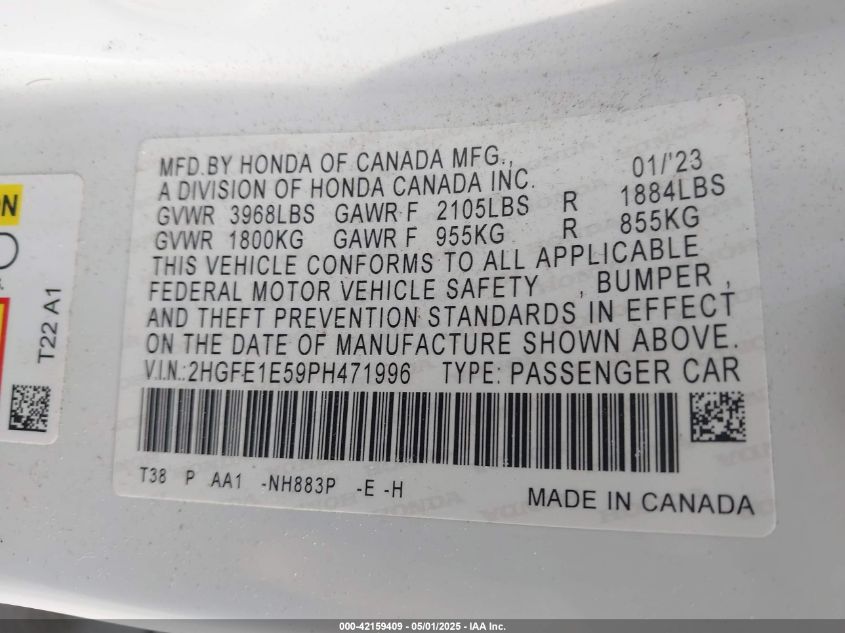 MFD.BY HONDA OF CANADA MFG., 01/'23
A DIVISION OF HONDA CANADA INC.
GVWR 3968LBS GAWR F 2105LBS R 1884LBS
GVWR 1800KG GAWR F 955KG R 855KG
THIS VEHICLE CONFORMS TO ALL APPLICABLE
FEDERAL MOTOR VEHICLE SAFETY , BUMPER ,
AND THEFT PREVENTION STANDARDS IN EFFECT
ON THE DATE OF MANUFACTURE SHOWN ABOVE.
V.I.N.:2HGFE1E59PH471996 TYPE: PASSENGER CAR
T38 P AA1 -NH883P -E -H
MADE IN CANADA
T22 A1
000-42159409 - 05/01/2025 - IAA Inc.